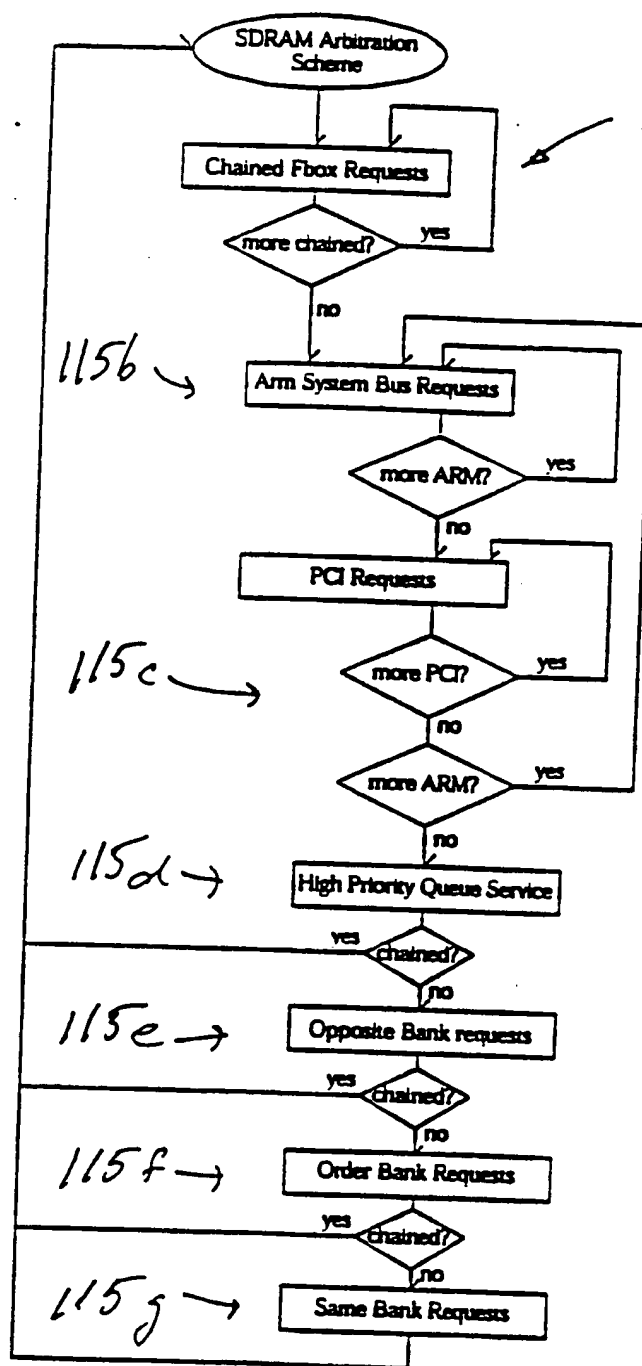 SDRAM Arbitration
Scheme
Chained Fbox Requests
more chained?
yes
no
115b
Arm System Bus Requests
more ARM?
yes
no
PCI Requests
115c
more PCI?
yes
no
more ARM?
yes
no
115d
High Priority Queue Service
yes
chained?
no
115e
Opposite Bank requests
yes
chained?
no
115f
Order Bank Requests
yes
chained?
no
115g
Same Bank Requests